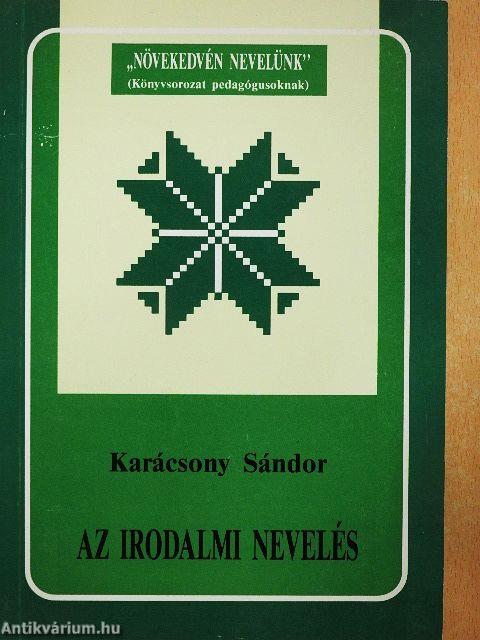 „NÖVEKEDVÉN NEVELÜNK”
(Könyvsorozat pedagógusoknak)
Karácsony Sándor
AZ IRODALMI NEVELÉS
Antikvárium.hu